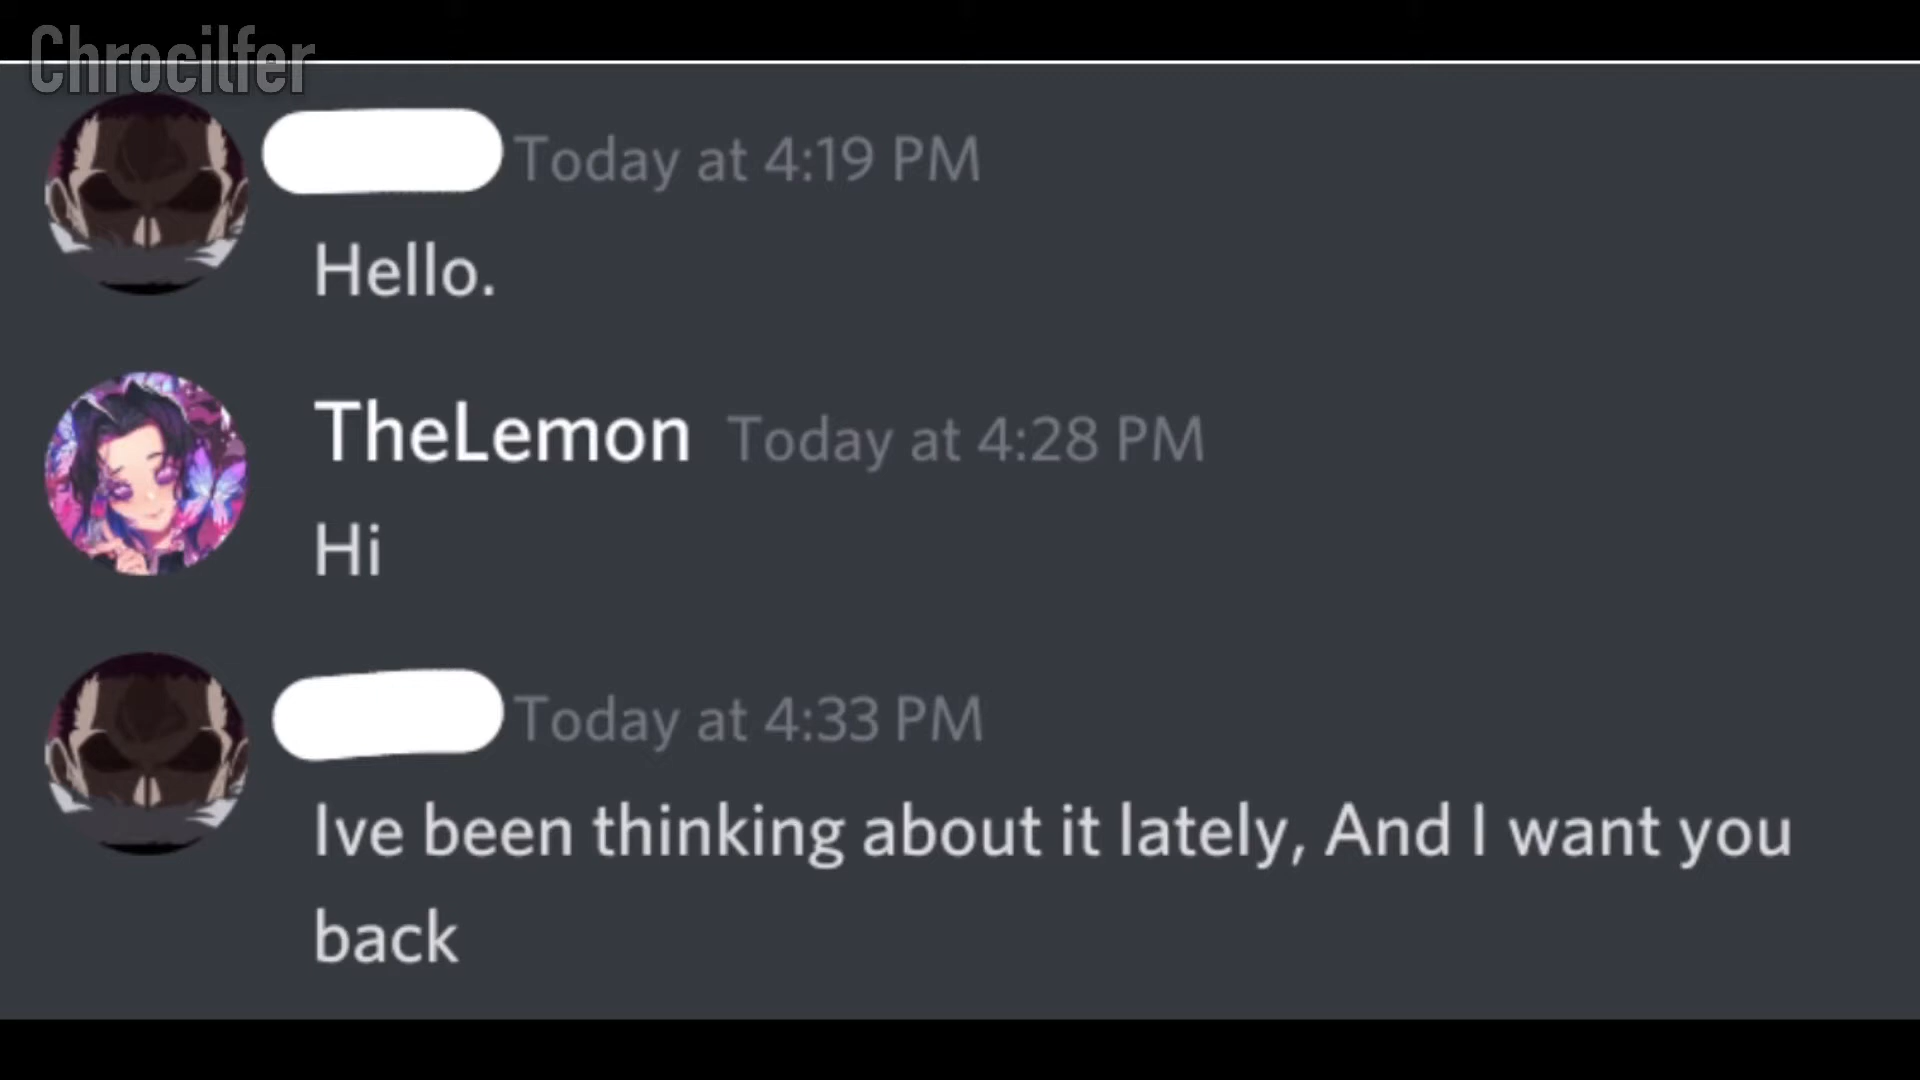 Chrocilfer
Today at 4:19 PM
Hello.
TheLemon Today at 4:28 PM
Hi
Today at 4:33 PM
Ive been thinking about it lately, And I want you
back